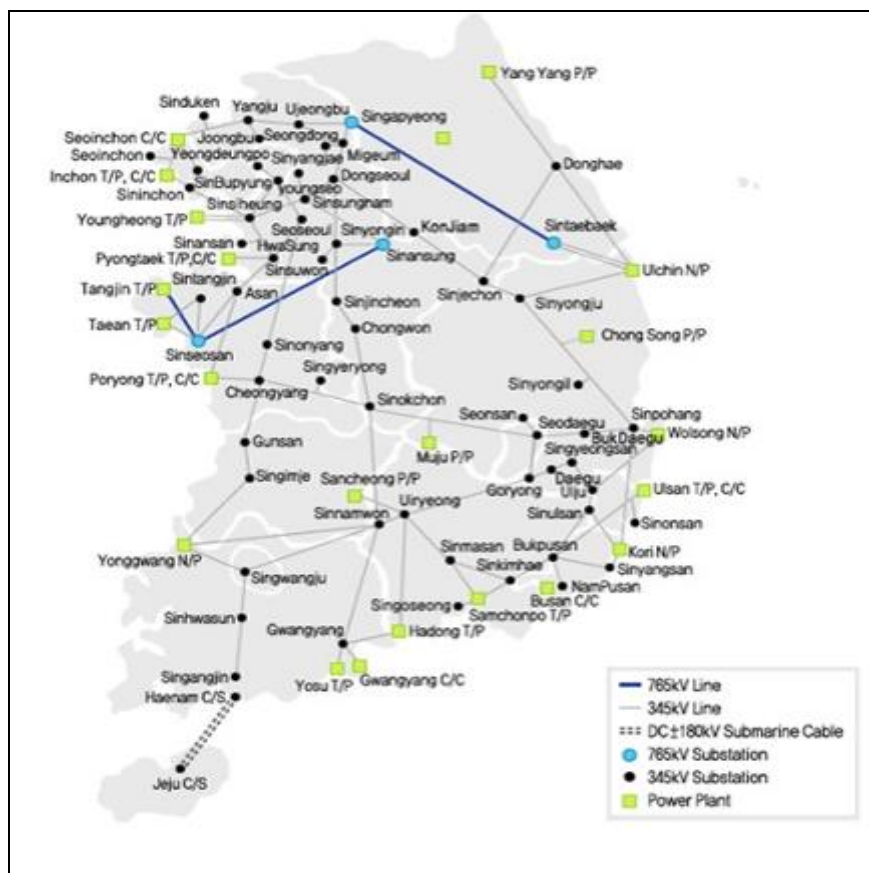 Yang Yang P/P
Sinduken
Yangju
Ujeongbu
Singapyeong
Seoinchon C/C
Joongbu
Seongdong
Migeum
Seoinchon
Yeongdeungpo
Sinyangjae
Dongseoul
Donghae
Inchon T/P, C/C
SinBupyung
youngseo
Sininchon
Sinsiheung
Sinsungnam
Youngheong T/P
Seoseoul
Sinyongin
KonJiam
Sintaebaek
Sinansan
HwaSung
Sinansung
Pyongtaek T/P,C/C
Sinsuwon
Ulchin N/P
Sintangjin
Asan
Sinjechon
Tangjin T/P
Sinjincheon
Sinyongju
Taean T/P
Chongwon
Chong Song P/P
Sinseosan
Sinonyang
Singyeryong
Poryong T/P, C/C
Cheongyang
Sinyongil
Sinokchon
Seonsan
Seodaegu
Sinpohang
Gunsan
BukDaegu
Wolsong N/P
Muju P/P
Singyeongsan
Singimje
Sancheong P/P
Daegu
Goryong
Ulju
Ulsan T/P, C/C
Uiryeong
Sinnamwon
Sinulsan
Sinonsan
Yonggwang N/P
Sinmasan
Bukpusan
Kori N/P
Singwangju
Sinkimhae
Sinyangsan
NamPusan
Sinhwasun
Singoseong
Busan C/C
Samchonpo T/P
Gwangyang
Hadong T/P
Singangjin
Yosu T/P
Gwangyang C/C
Haenam C/S
Jeju C/S
765kV Line
345kV Line
DC±180kV Submarine Cable
765kV Substation
345kV Substation
Power Plant